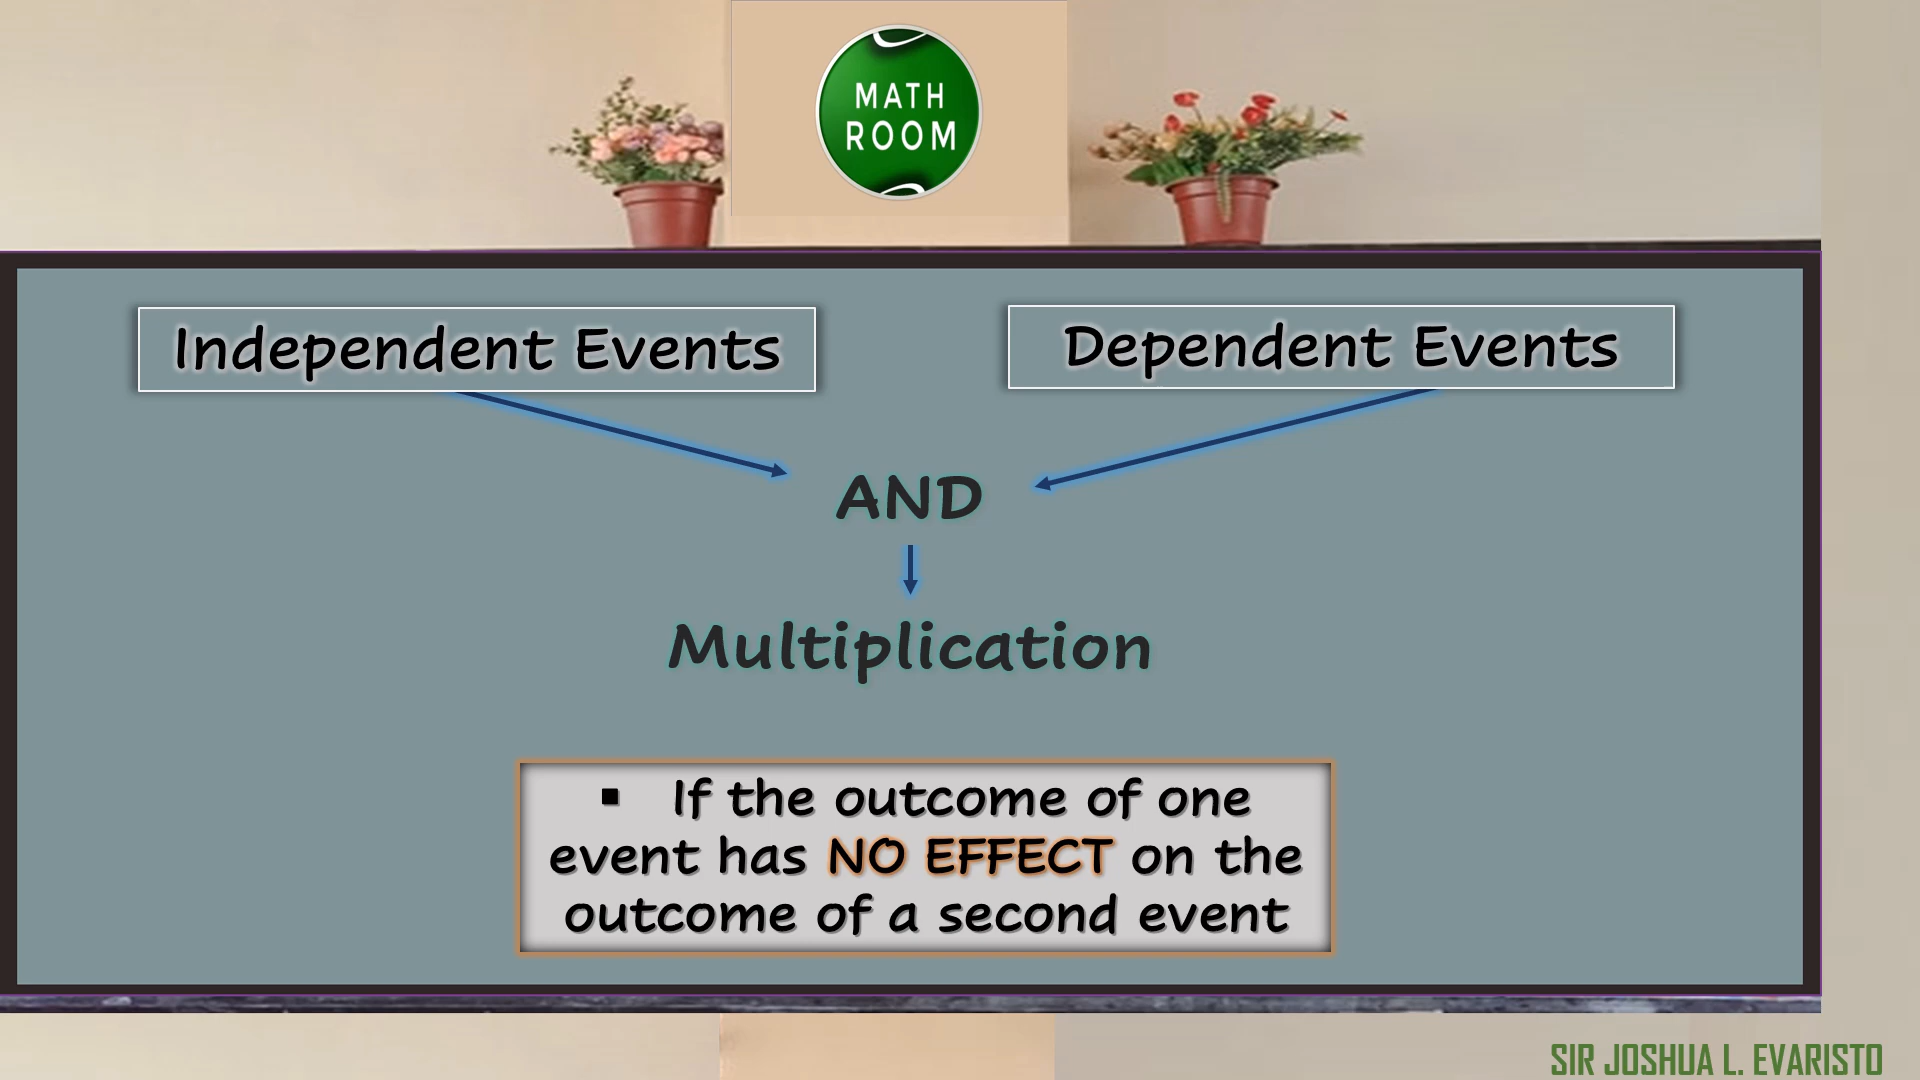 MATH
ROOM
Independent Events
Dependent Events
AND
Multiplication
▪ If the outcome of one
event has NO EFFECT on the
outcome of a second event
SIR JOSHUA L. EVARISTO